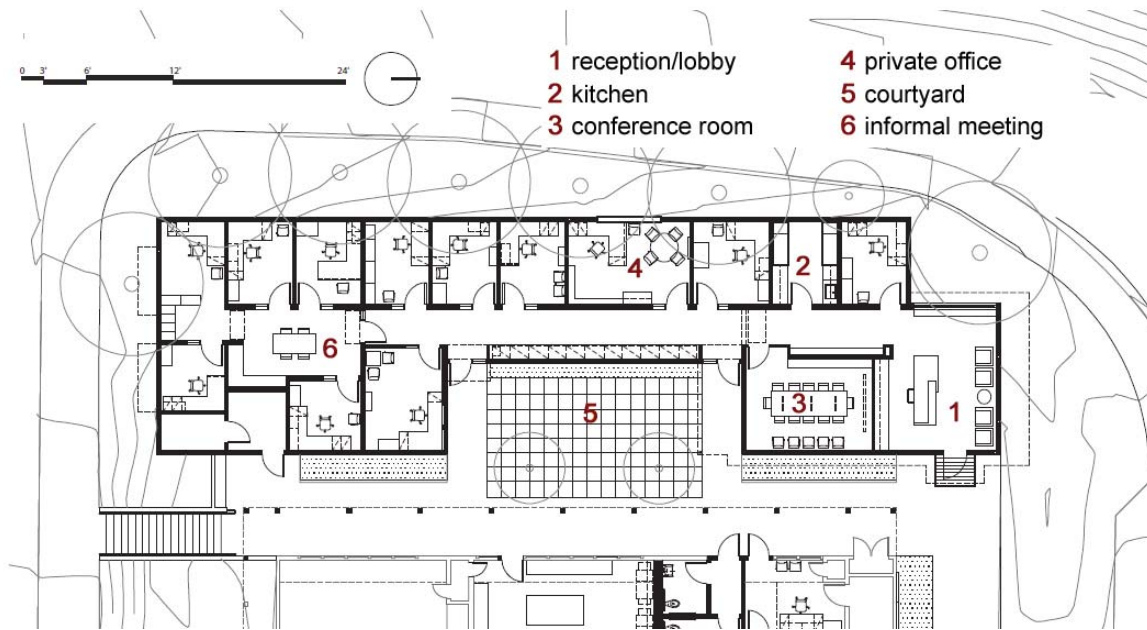 0 3' 6' 12' 24'
1 reception/lobby
2 kitchen
3 conference room
4 private office
5 courtyard
6 informal meeting
4
2
6
5
3
1